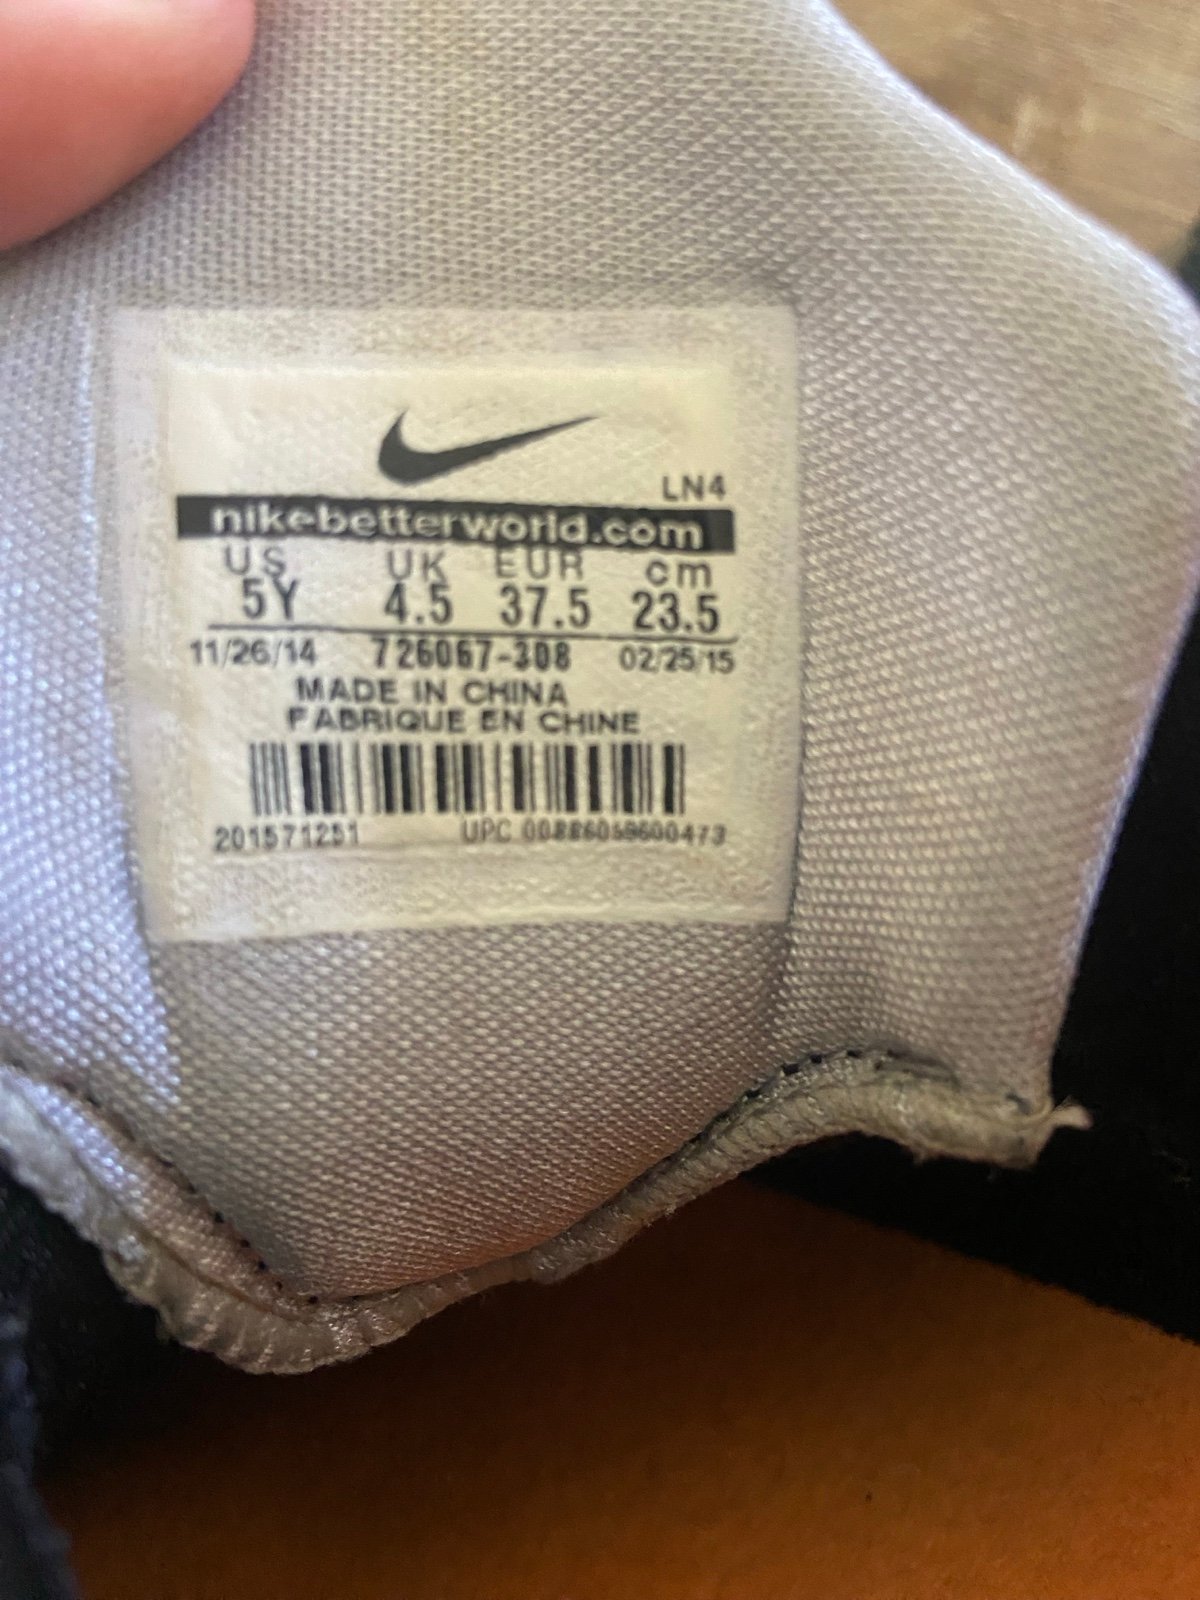 LN4
nikebetterworld.com
US UK EUR cm
5Y 4.5 37.5 23.5
11/26/14 726067-308 02/25/15
MADE IN CHINA
FABRIQUE EN CHINE
201571251 UPC 00886059600473